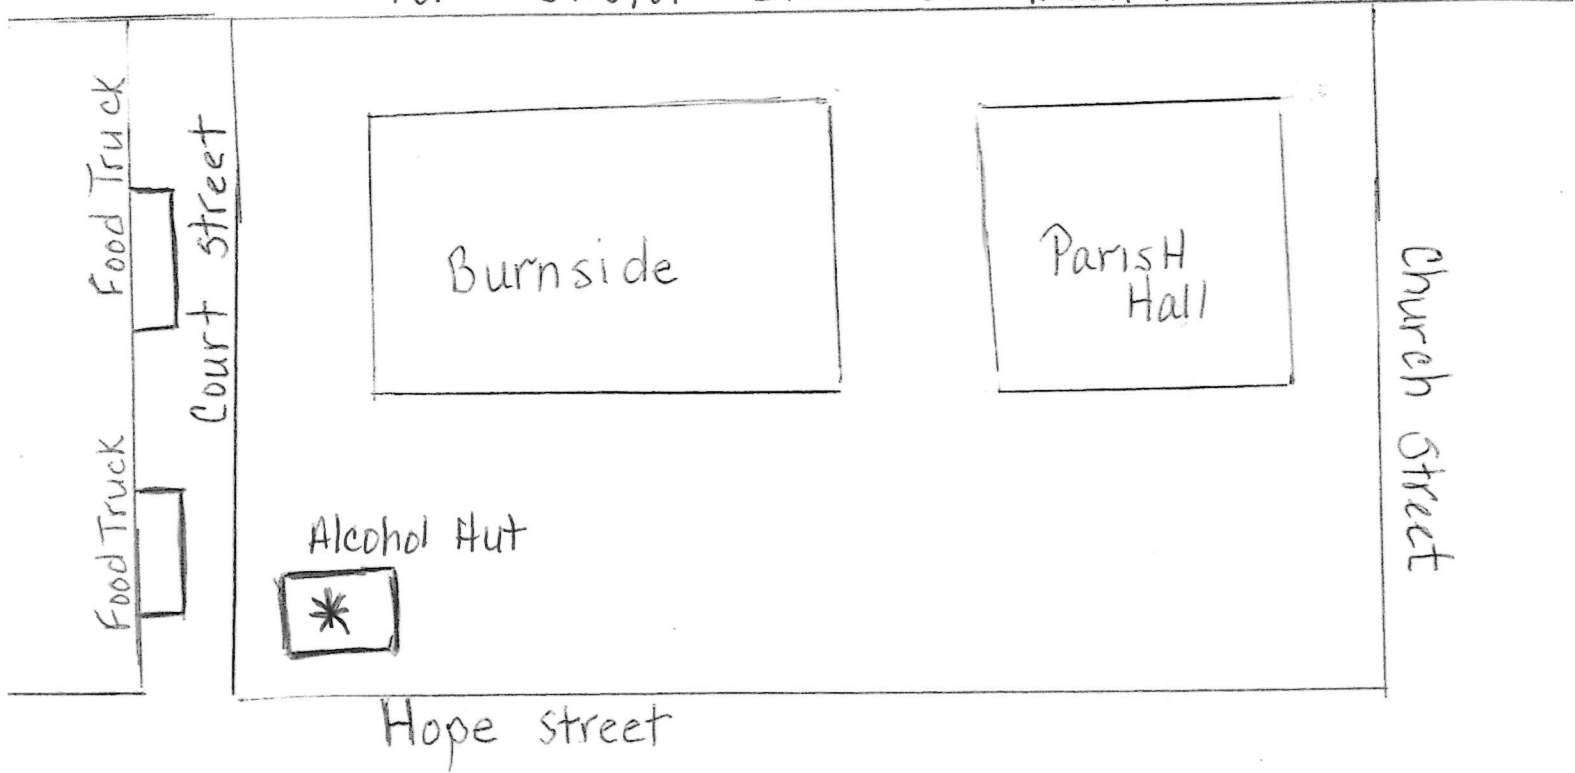 Food Truck
Court Street
Burnside
ParisH
Hall
Church Street
Food Truck
Alcohol Hut
Hope Street